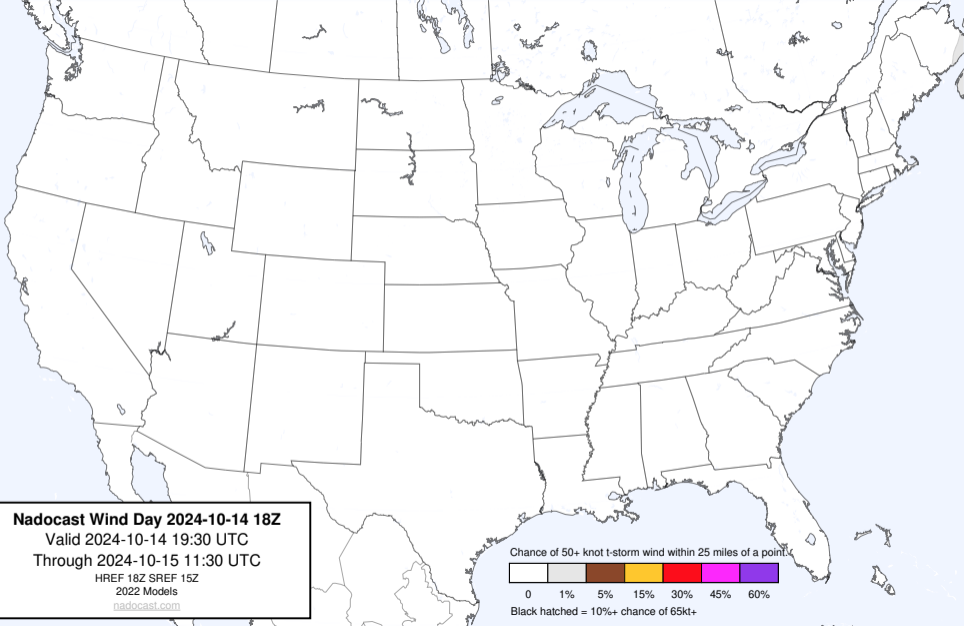 Nadocast Wind Day 2024-10-14 18Z
Valid 2024-10-14 19:30 UTC
Through 2024-10-15 11:30 UTC
HREF 18Z SREF 15Z
2022 Models
nadocast.com
Chance of 50+ knot t-storm wind within 25 miles of a point.
0 1% 5% 15% 30% 45% 60%
Black hatched = 10%+ chance of 65kt+